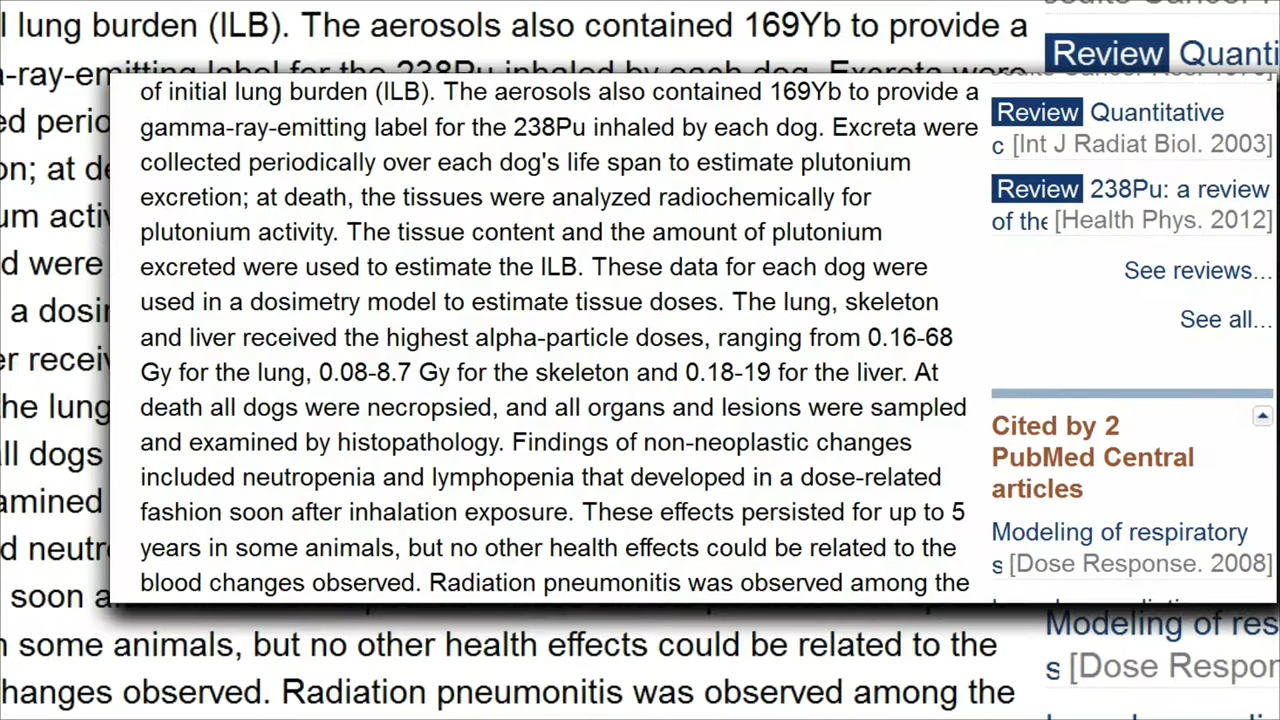 l lung burden (ILB). The aerosols also contained 169Yb to provide a
Review Quanti
of initial lung burden (ILB). The aerosols also contained 169Yb to provide a
gamma-ray-emitting label for the 238Pu inhaled by each dog. Excreta were
collected periodically over each dog's life span to estimate plutonium
excretion; at death, the tissues were analyzed radiochemically for
plutonium activity. The tissue content and the amount of plutonium
excreted were used to estimate the ILB. These data for each dog were
used in a dosimetry model to estimate tissue doses. The lung, skeleton
and liver received the highest alpha-particle doses, ranging from 0.16-68
Gy for the lung, 0.08-8.7 Gy for the skeleton and 0.18-19 for the liver. At
death all dogs were necropsied, and all organs and lesions were sampled
and examined by histopathology. Findings of non-neoplastic changes
included neutropenia and lymphopenia that developed in a dose-related
fashion soon after inhalation exposure. These effects persisted for up to 5
years in some animals, but no other health effects could be related to the
blood changes observed. Radiation pneumonitis was observed among the
Review Quantitative
c [Int J Radiat Biol. 2003]
Review 238Pu: a review
of the [Health Phys. 2012]
See reviews...
See all...
Cited by 2
PubMed Central
articles
Modeling of respiratory
s [Dose Response. 2008]
ed perio
on; at de
um activ
d were
a dosir
er receiv
he lung
ll dogs
amined
d neutr
soon a
n some animals, but no other health effects could be related to the
hanges observed. Radiation pneumonitis was observed among the
Modeling of res
s [Dose Respor